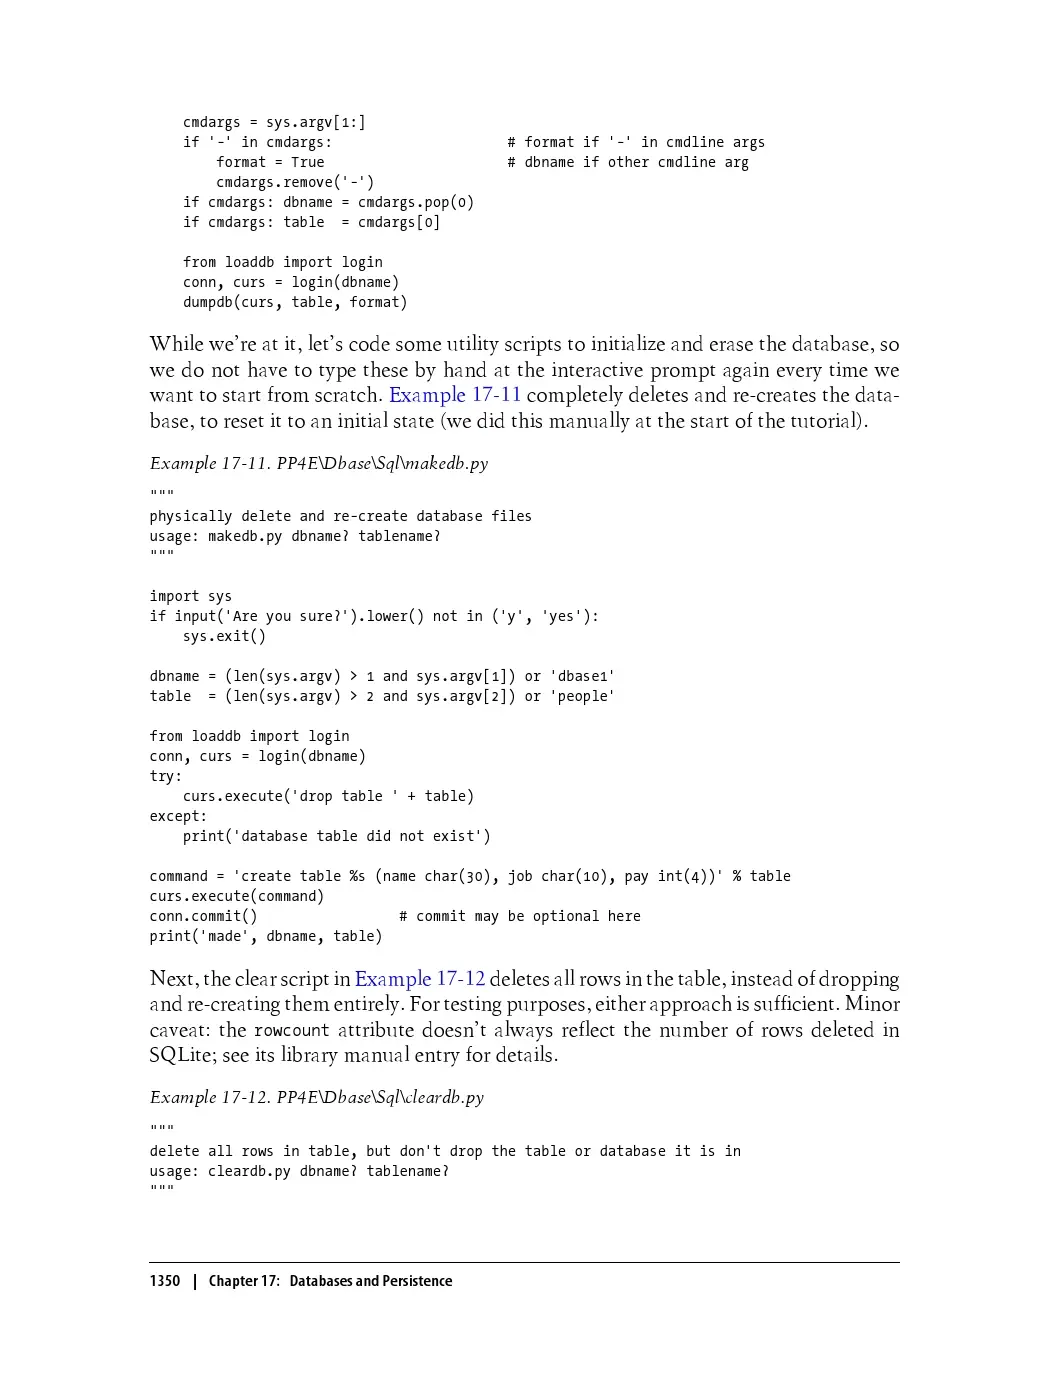 cmdargs = sys.argv[1:]
    if '-' in cmdargs:                     # format if '-' in cmdline args
        format = True                      # dbname if other cmdline arg
        cmdargs.remove('-')
    if cmdargs: dbname = cmdargs.pop(0)
    if cmdargs: table  = cmdargs[0]

    from loaddb import login
    conn, curs = login(dbname)
    dumpdb(curs, table, format)

While we're at it, let's code some utility scripts to initialize and erase the database, so
we do not have to type these by hand at the interactive prompt again every time we
want to start from scratch. Example 17-11 completely deletes and re-creates the data-
base, to reset it to an initial state (we did this manually at the start of the tutorial).

Example 17-11. PP4E\Dbase\Sql\makedb.py

"""
physically delete and re-create database files
usage: makedb.py dbname? tablename?
"""

import sys
if input('Are you sure?').lower() not in ('y', 'yes'):
    sys.exit()

dbname = (len(sys.argv) > 1 and sys.argv[1]) or 'dbase1'
table  = (len(sys.argv) > 2 and sys.argv[2]) or 'people'

from loaddb import login
conn, curs = login(dbname)
try:
    curs.execute('drop table ' + table)
except:
    print('database table did not exist')

command = 'create table %s (name char(30), job char(10), pay int(4))' % table
curs.execute(command)
conn.commit()                 # commit may be optional here
print('made', dbname, table)

Next, the clear script in Example 17-12 deletes all rows in the table, instead of dropping
and re-creating them entirely. For testing purposes, either approach is sufficient. Minor
caveat: the rowcount attribute doesn't always reflect the number of rows deleted in
SQLite; see its library manual entry for details.

Example 17-12. PP4E\Dbase\Sql\cleardb.py

"""
delete all rows in table, but don't drop the table or database it is in
usage: cleardb.py dbname? tablename?
"""

1350 | Chapter 17: Databases and Persistence